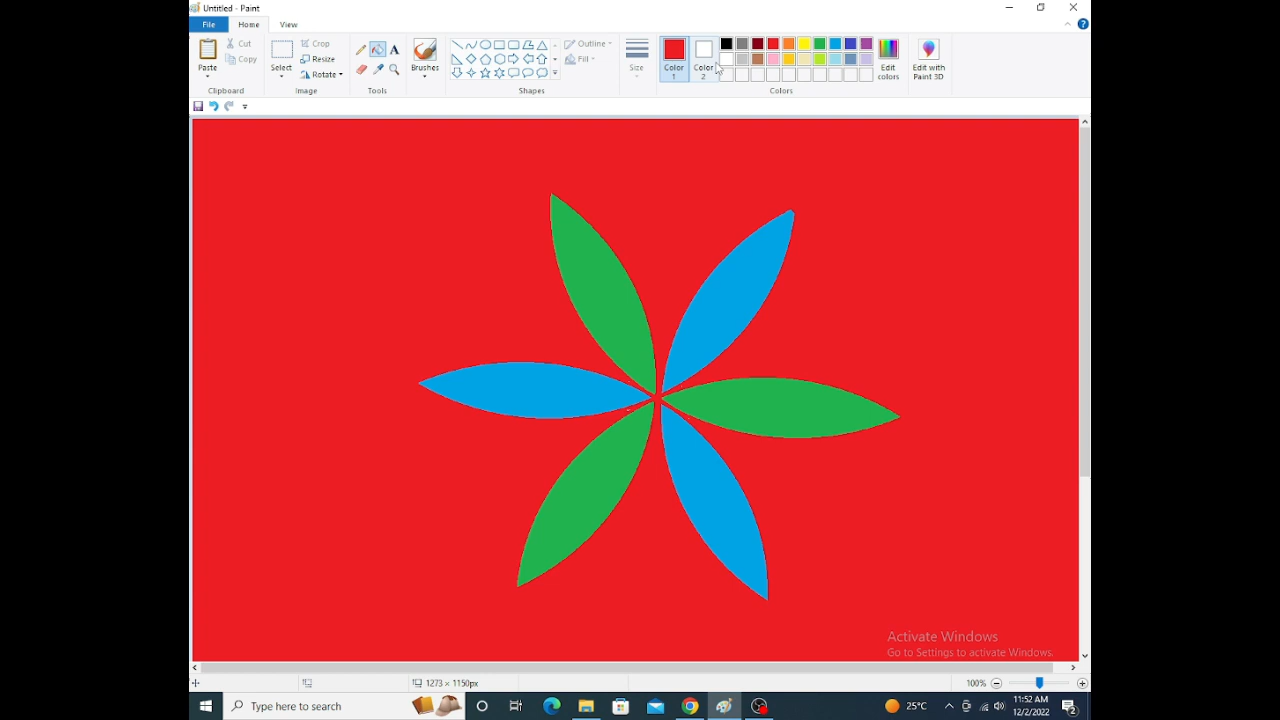 Untitled - Paint
File Home View
Paste
Cut
Copy
Clipboard
Select
Crop
Resize
Rotate
Image
Tools
Brushes
Shapes
Outline
Fill
Size
Color 1
Color 2
Colors
Edit colors
Edit with Paint 3D
Activate Windows
Go to Settings to activate Windows.
1273 × 1150px
100%
Type here to search
25°C
11:52 AM
12/2/2022
2